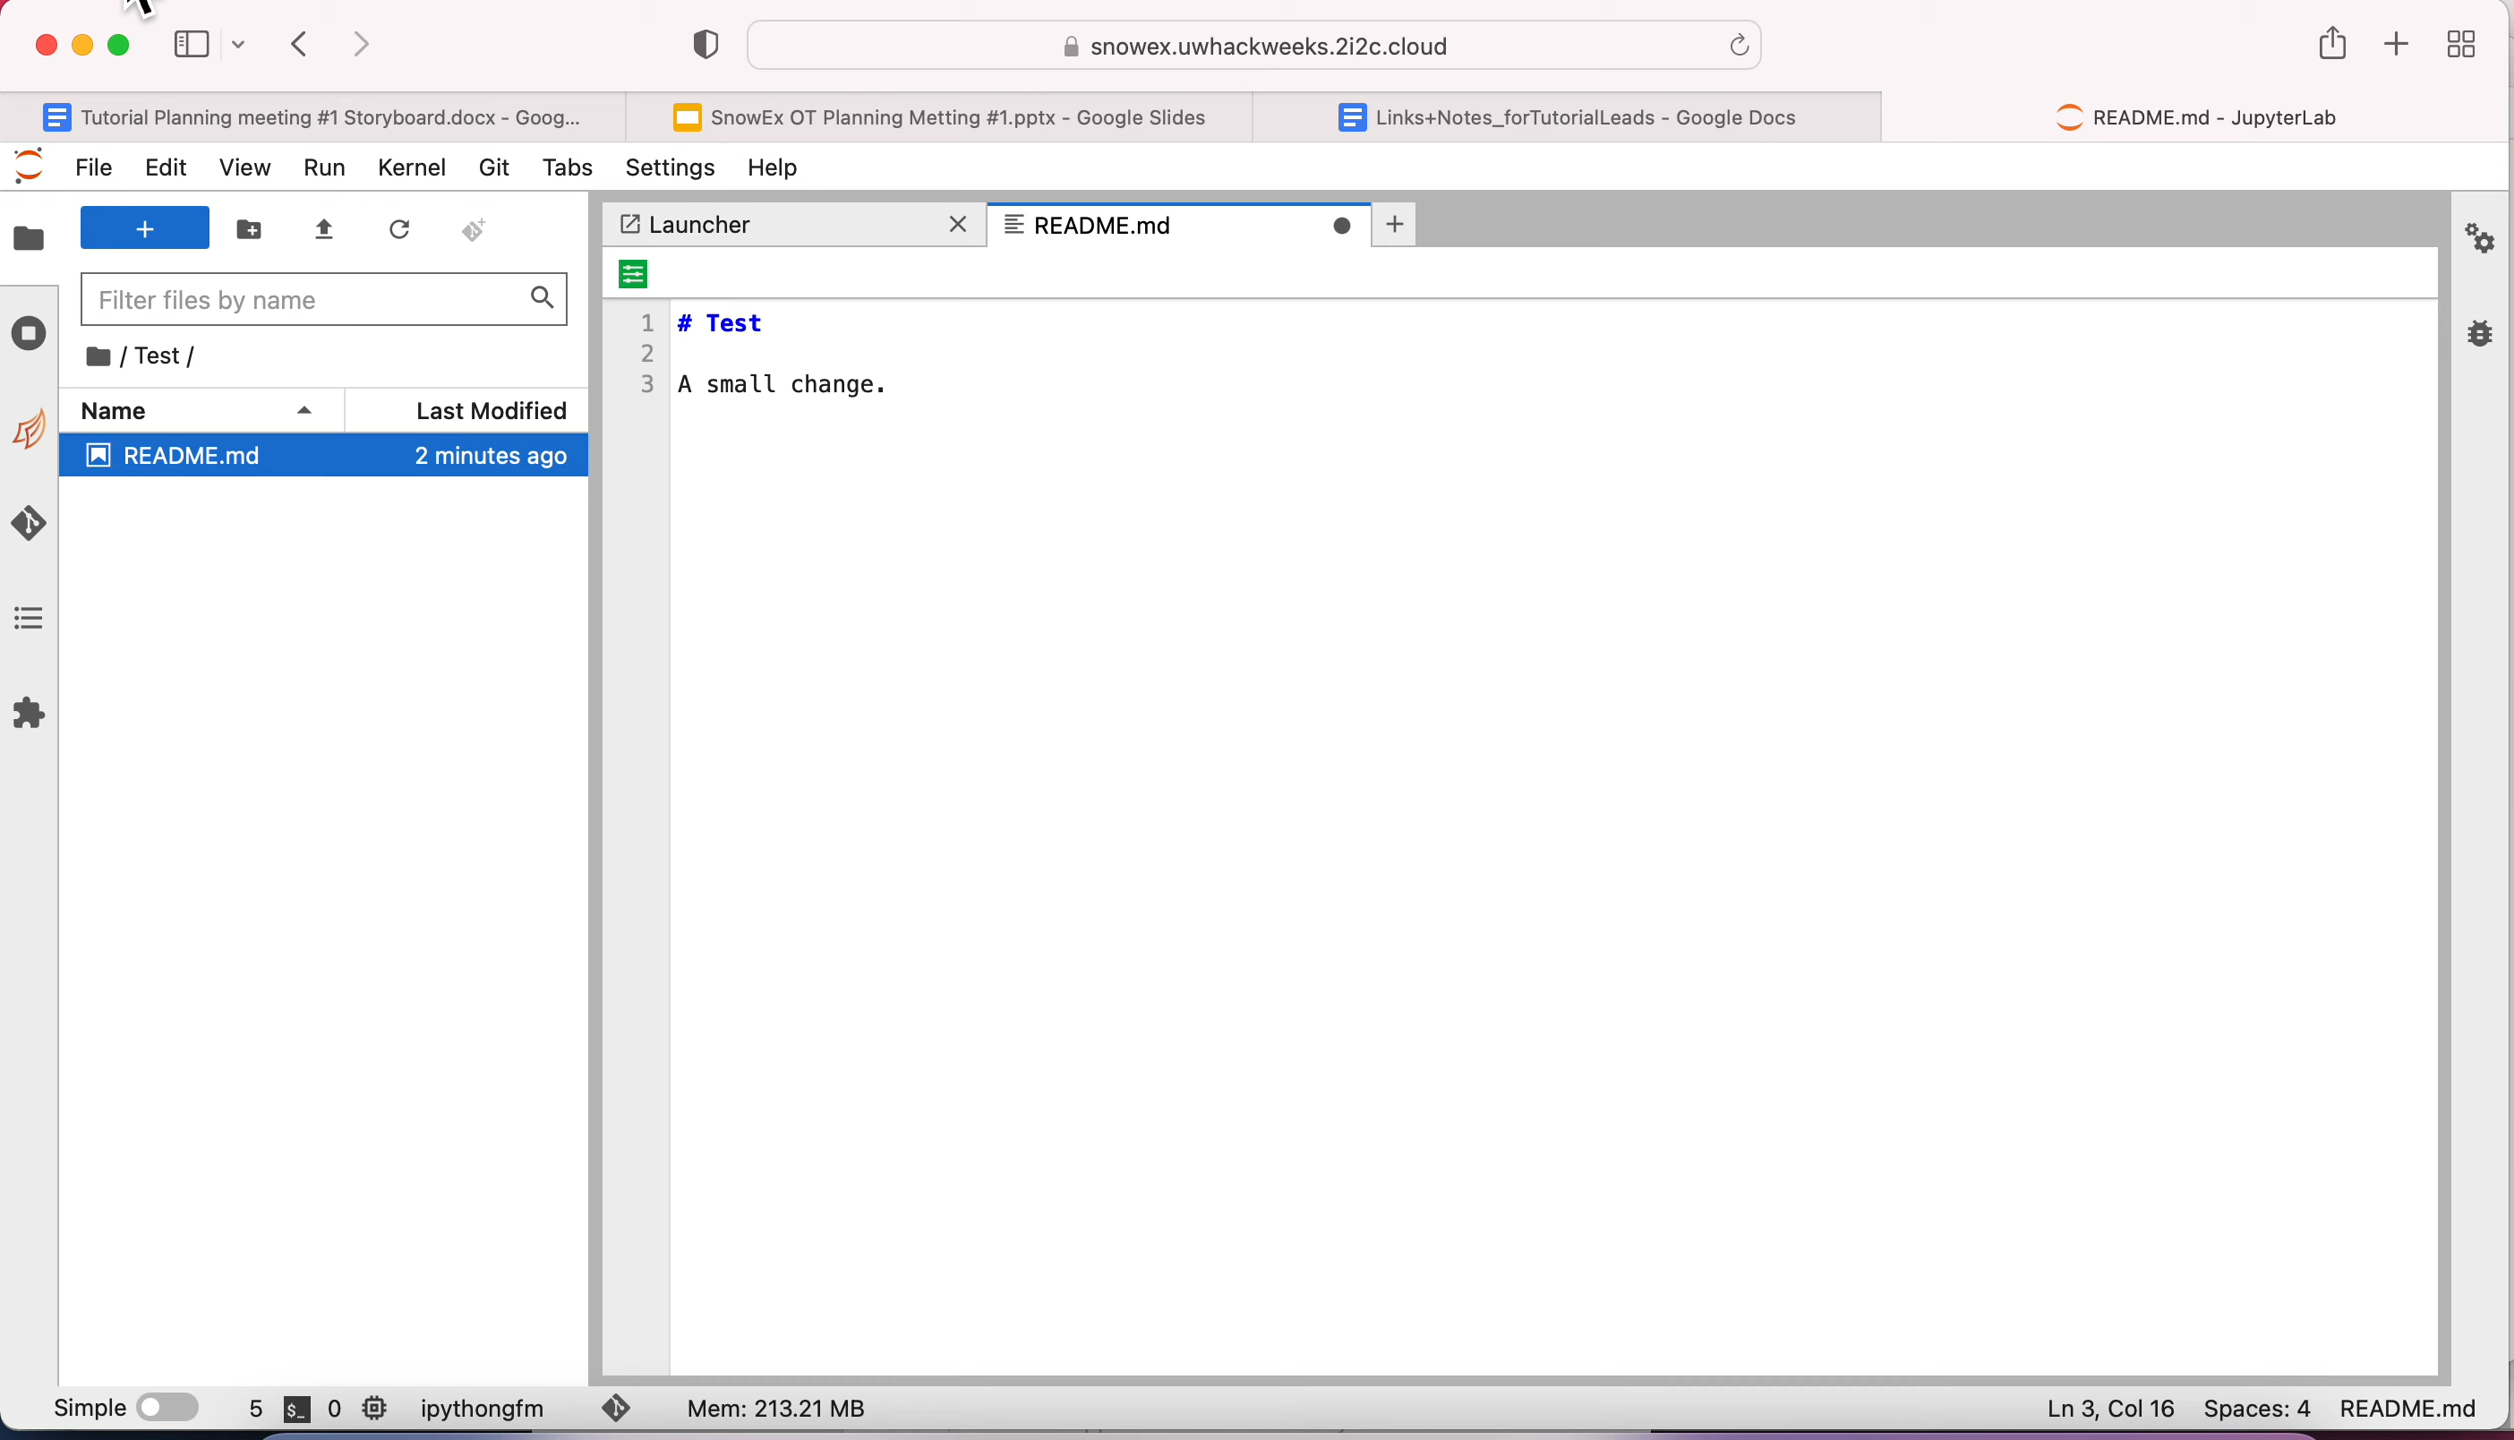 snowex.uwhackweeks.2i2c.cloud
Tutorial Planning meeting #1 Storyboard.docx - Goog...
SnowEx OT Planning Metting #1.pptx - Google Slides
Links+Notes_forTutorialLeads - Google Docs
README.md - JupyterLab
File Edit View Run Kernel Git Tabs Settings Help
+
Launcher
README.md
Filter files by name
/ Test /
Name Last Modified
README.md 2 minutes ago
1 # Test
2
3 A small change.
Simple 5 $_ 0 ipythongfm Mem: 213.21 MB Ln 3, Col 16 Spaces: 4 README.md